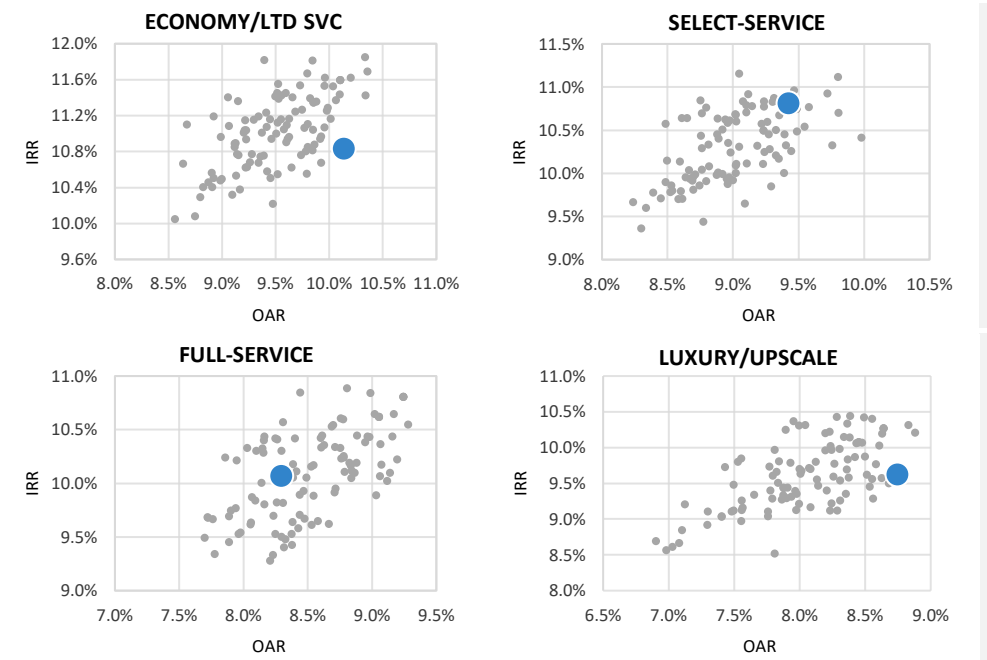 ECONOMY/LTD SVC
12.0%
11.6%
11.2%
10.8%
10.4%
10.0%
9.6%
IRR
8.0% 8.5% 9.0% 9.5% 10.0% 10.5% 11.0%
OAR
SELECT-SERVICE
11.5%
11.0%
10.5%
10.0%
9.5%
9.0%
IRR
8.0% 8.5% 9.0% 9.5% 10.0% 10.5%
OAR
FULL-SERVICE
11.0%
10.5%
10.0%
9.5%
9.0%
IRR
7.0% 7.5% 8.0% 8.5% 9.0% 9.5%
OAR
LUXURY/UPSCALE
11.0%
10.5%
10.0%
9.5%
9.0%
8.5%
8.0%
IRR
6.5% 7.0% 7.5% 8.0% 8.5% 9.0%
OAR